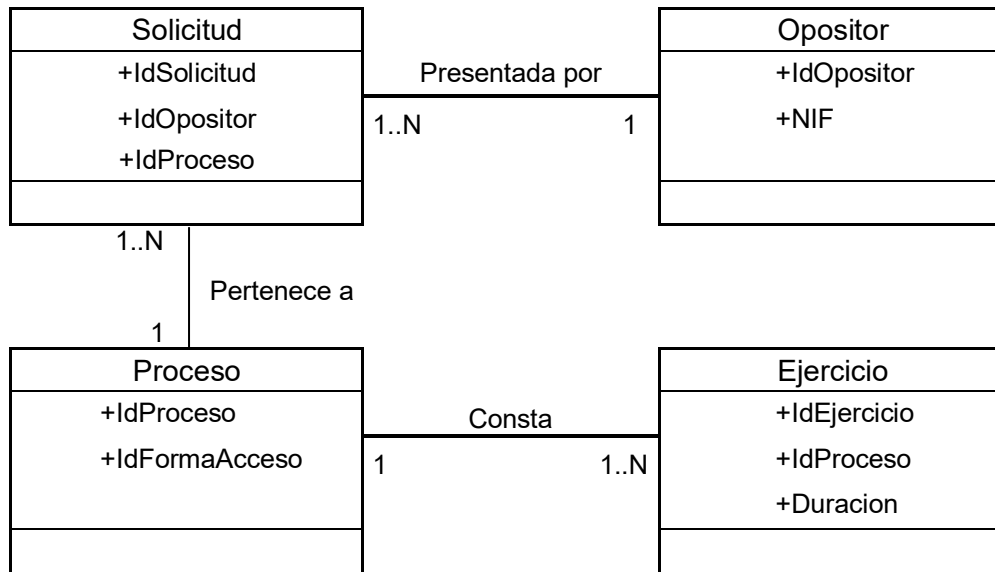 Solicitud
+IdSolicitud
+IdOpositor
+IdProceso
Presentada por
1..N
1
Opositor
+IdOpositor
+NIF
1..N
Pertenece a
1
Proceso
+IdProceso
+IdFormaAcceso
Consta
1
1..N
Ejercicio
+IdEjercicio
+IdProceso
+Duracion